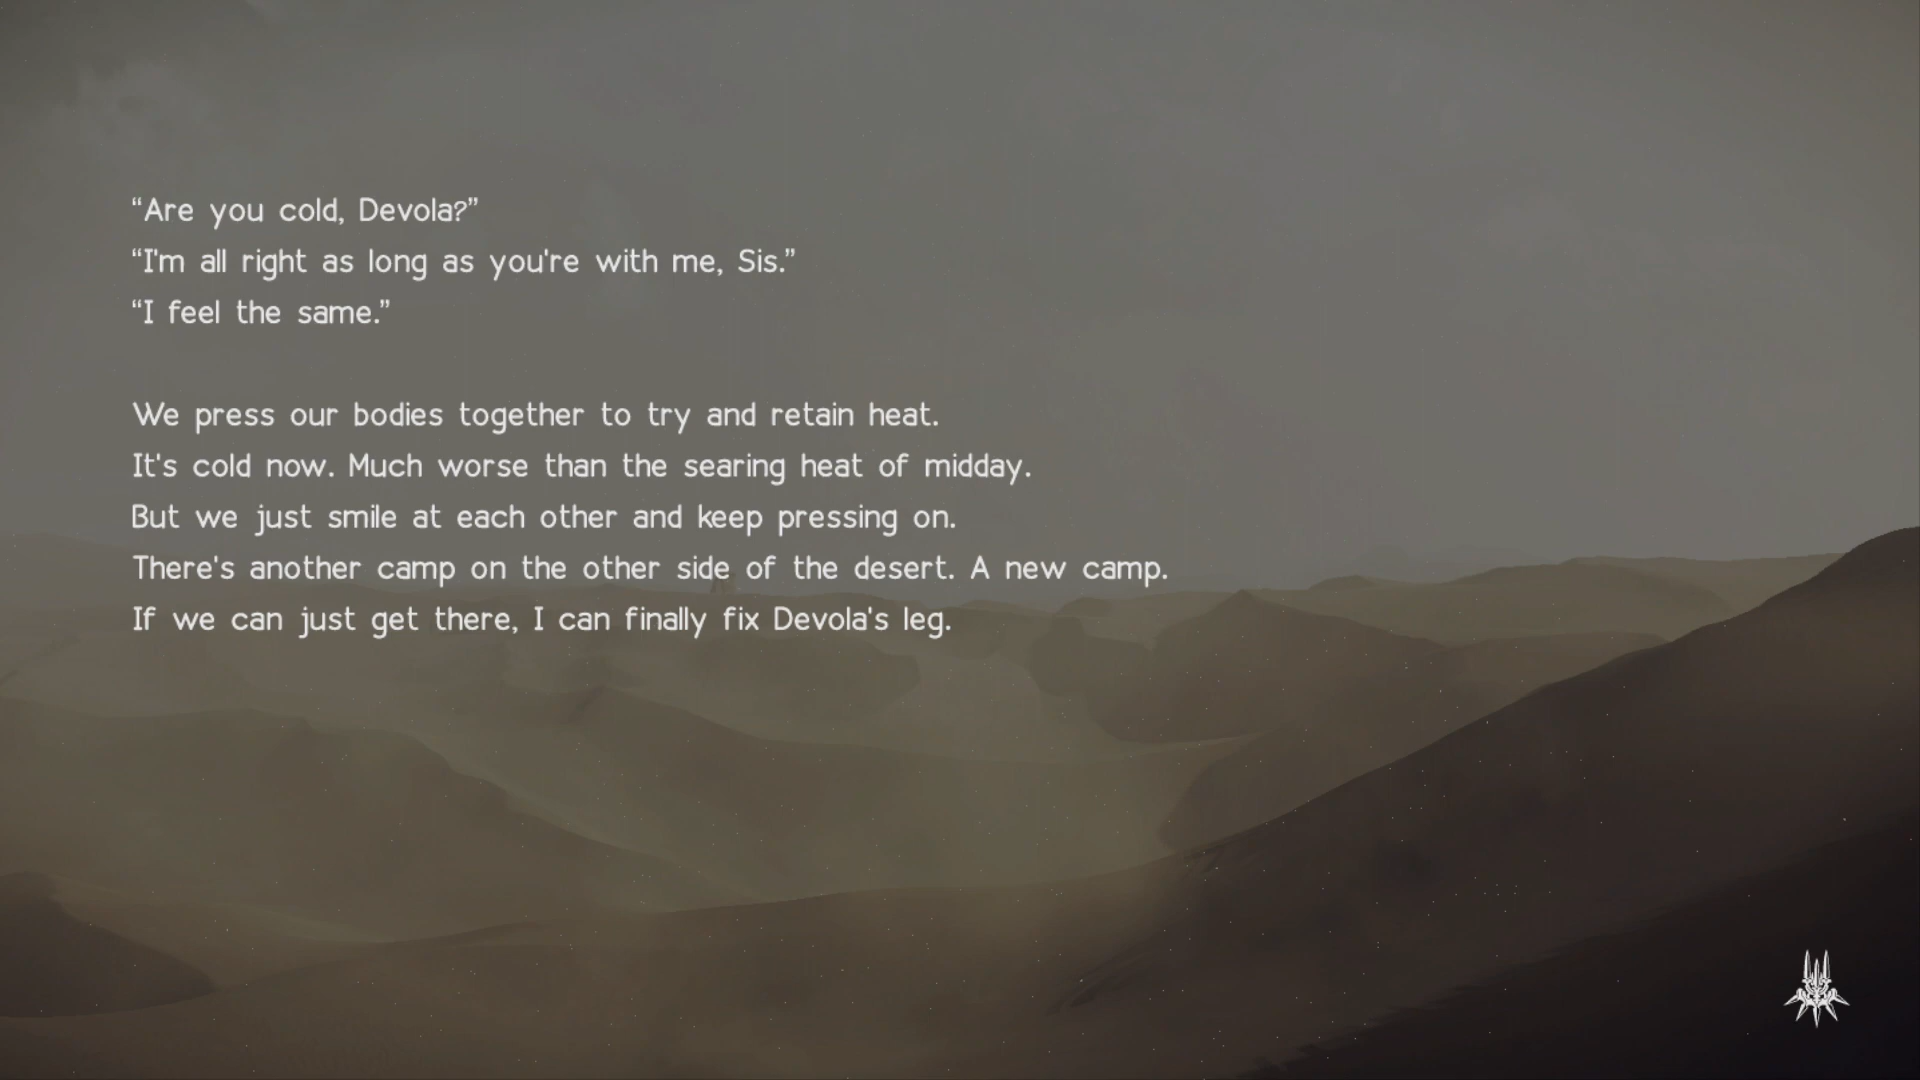 “Are you cold, Devola?”
“I'm all right as long as you're with me, Sis.”
“I feel the same.”
We press our bodies together to try and retain heat.
It's cold now. Much worse than the searing heat of midday.
But we just smile at each other and keep pressing on.
There's another camp on the other side of the desert. A new camp.
If we can just get there, I can finally fix Devola's leg.